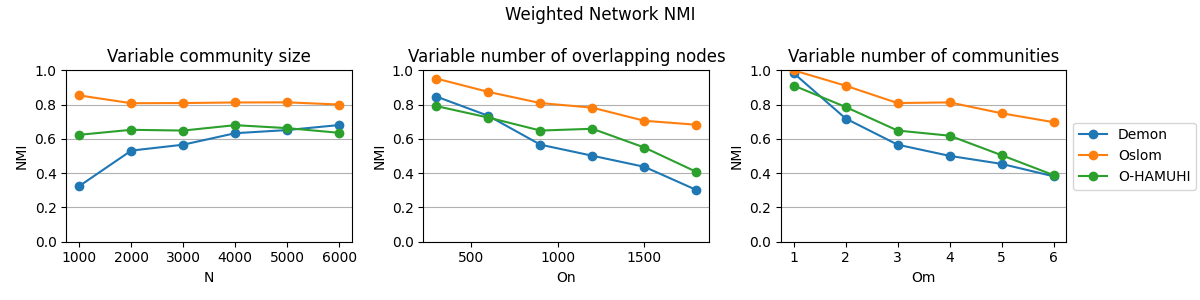 Weighted Network NMI
Variable community size
NMI
1.0
0.8
0.6
0.4
0.2
0.0
1000 2000 3000 4000 5000 6000
N
Variable number of overlapping nodes
NMI
1.0
0.8
0.6
0.4
0.2
0.0
500 1000 1500
On
Variable number of communities
NMI
1.0
0.8
0.6
0.4
0.2
0.0
1 2 3 4 5 6
Om
Demon
Oslom
O-HAMUHI